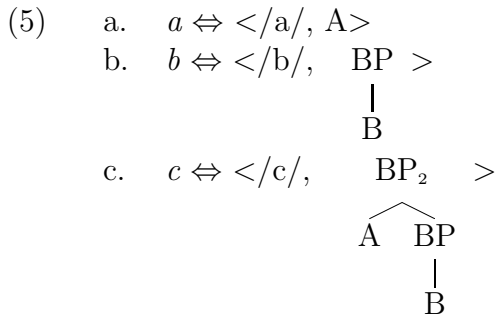 (5) a. a ⇔ </a/, A>
b. b ⇔ </b/, BP >
B
c. c ⇔ </c/, BP₂ >
A BP
B